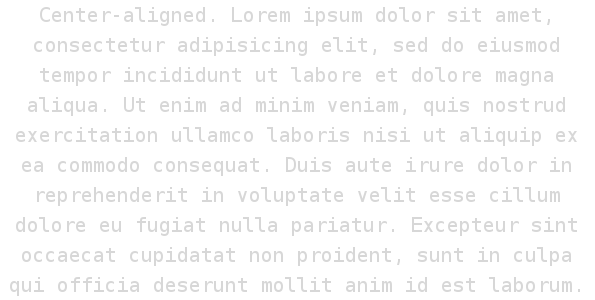 Center-aligned. Lorem ipsum dolor sit amet,
consectetur adipisicing elit, sed do eiusmod
tempor incididunt ut labore et dolore magna
aliqua. Ut enim ad minim veniam, quis nostrud
exercitation ullamco laboris nisi ut aliquip ex
ea commodo consequat. Duis aute irure dolor in
reprehenderit in voluptate velit esse cillum
dolore eu fugiat nulla pariatur. Excepteur sint
occaecat cupidatat non proident, sunt in culpa
qui officia deserunt mollit anim id est laborum.